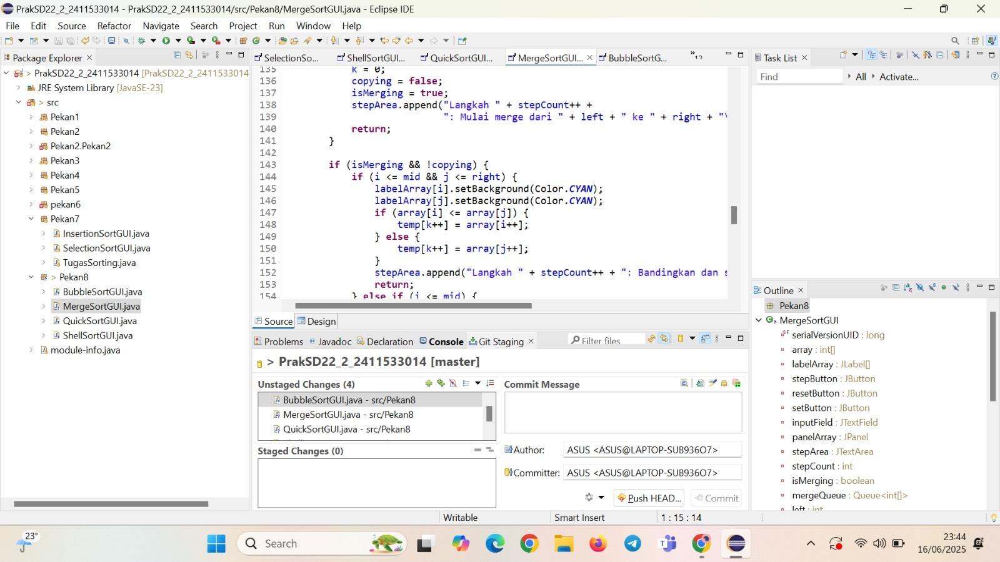 PrakSD22_2_2411533014 - PrakSD22_2_2411533014/src/Pekan8/MergeSortGUI.java - Eclipse IDE
File Edit Source Refactor Navigate Search Project Run Window Help
Package Explorer
> PrakSD22_2_2411533014 [PrakSD22_2_2411533014
JRE System Library [JavaSE-23]
> src
Pekan1
Pekan2
Pekan2.Pekan2
Pekan3
Pekan4
Pekan5
pekan6
Pekan7
InsertionSortGUI.java
SelectionSortGUI.java
TugasSorting.java
> Pekan8
BubbleSortGUI.java
MergeSortGUI.java
QuickSortGUI.java
ShellSortGUI.java
module-info.java
SelectionSo... ShellSortGUI... QuickSortGUI... MergeSortGUI... BubbleSortG... »12
135 k = 0;
136 copying = false;
137 isMerging = true;
138 stepArea.append("Langkah " + stepCount++ +
139 ": Mulai merge dari " + left + " ke " + right + "\
140 return;
141 }
142
143 if (isMerging && !copying) {
144 if (i <= mid && j <= right) {
145 labelArray[i].setBackground(Color.CYAN);
146 labelArray[j].setBackground(Color.CYAN);
147 if (array[i] <= array[j]) {
148 temp[k++] = array[i++];
149 } else {
150 temp[k++] = array[j++];
151 }
152 stepArea.append("Langkah " + stepCount++ + ": Bandingkan dan s
153 return;
154 } else if (i <= mid) {
Source Design
Problems Javadoc Declaration Console Git Staging
Filter files
> PrakSD22_2_2411533014 [master]
Unstaged Changes (4)
BubbleSortGUI.java - src/Pekan8
MergeSortGUI.java - src/Pekan8
QuickSortGUI.java - src/Pekan8
Staged Changes (0)
Commit Message
Author: ASUS <ASUS@LAPTOP-SUB936O7>
Committer: ASUS <ASUS@LAPTOP-SUB936O7>
Push HEAD... Commit
Task List
Find All Activate...
Outline
Pekan8
MergeSortGUI
serialVersionUID : long
array : int[]
labelArray : JLabel[]
stepButton : JButton
resetButton : JButton
setButton : JButton
inputField : JTextField
panelArray : JPanel
stepArea : JTextArea
stepCount : int
isMerging : boolean
mergeQueue : Queue<int[]>
left : int
Writable Smart Insert 1 : 15 : 14
23°
Search
23:44
16/06/2025